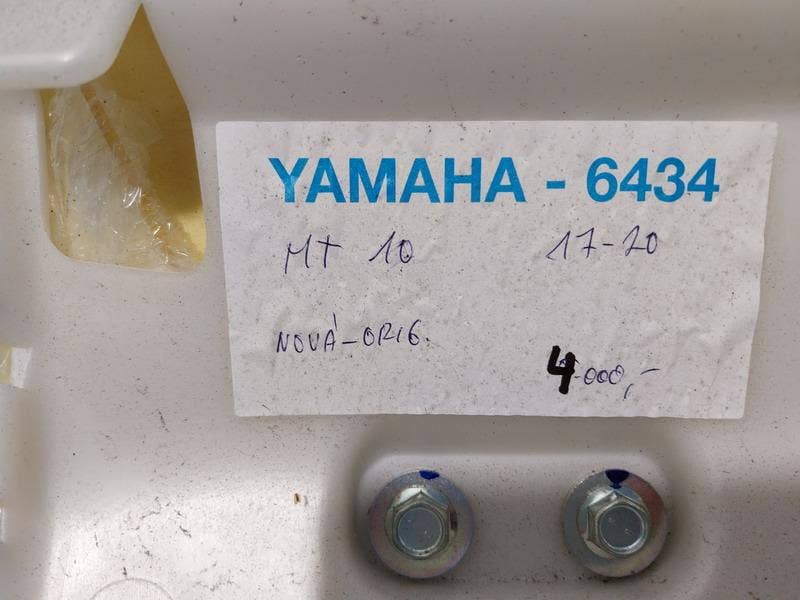 YAMAHA - 6434
MT 10 17-20
NOVÁ-ORIG.
4.000,-